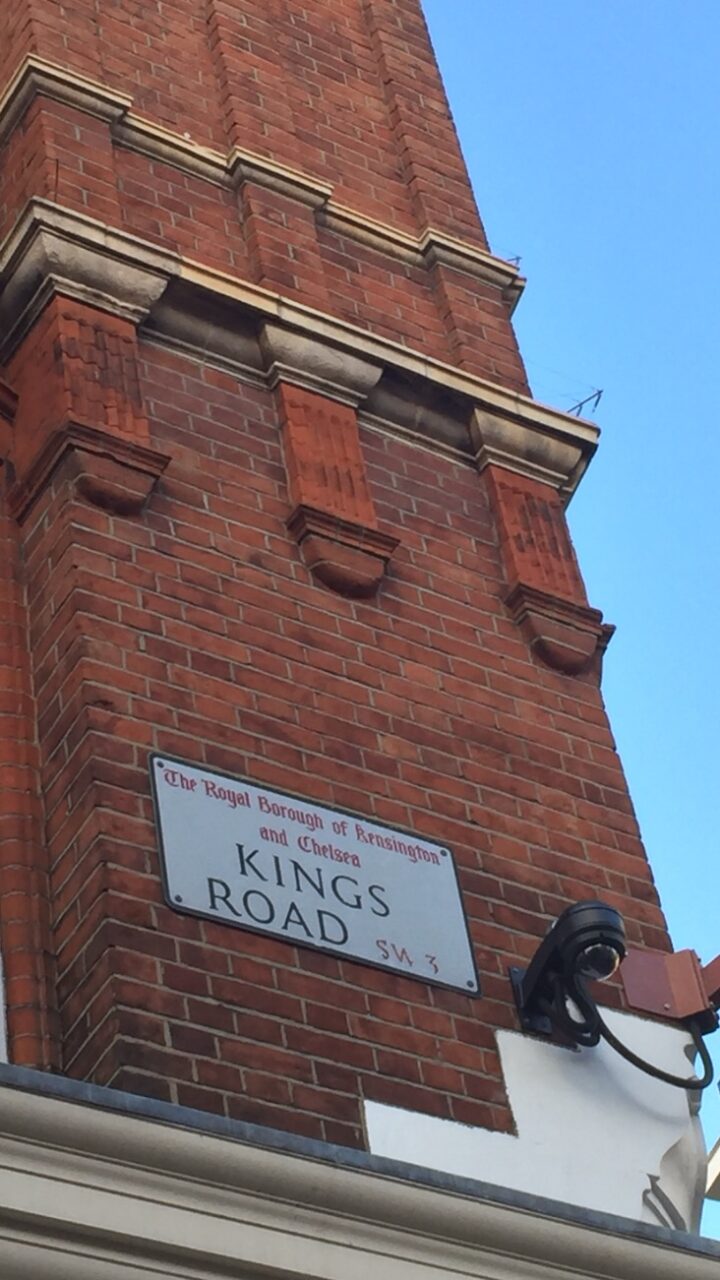 The Royal Borough of Kensington
and Chelsea
KINGS
ROAD SW 3